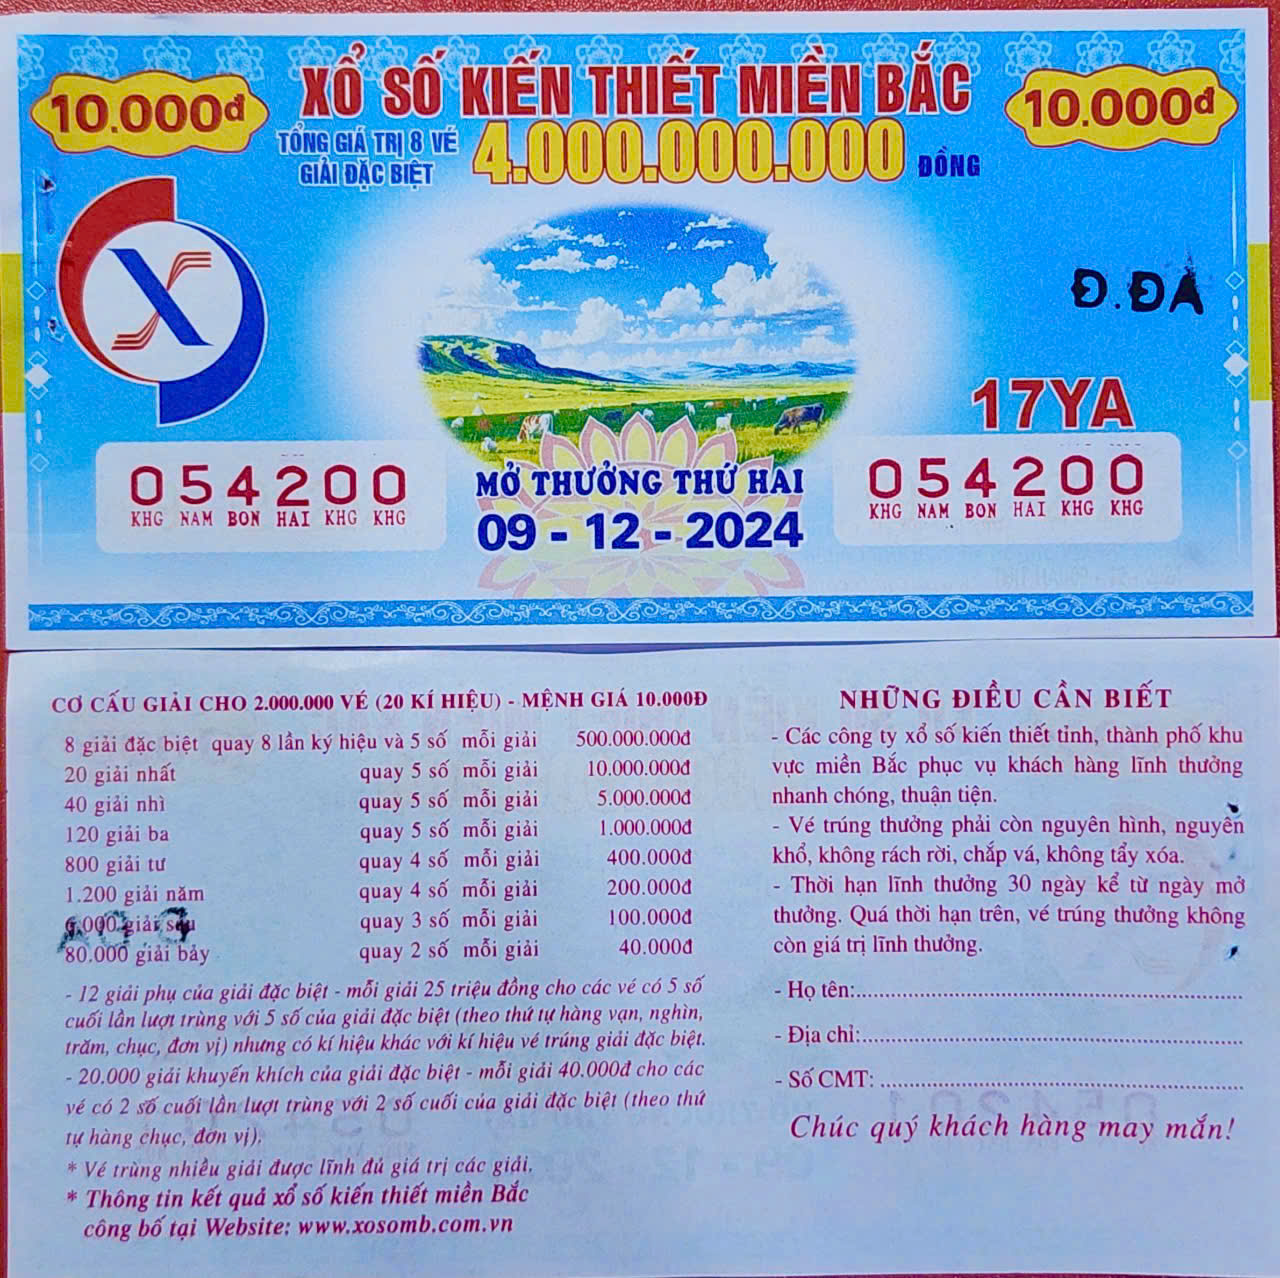 XỔ SỐ KIẾN THIẾT MIỀN BẮC
10.000đ
10.000đ
TỔNG GIÁ TRỊ 8 VÉ
GIẢI ĐẶC BIỆT
4.000.000.000 ĐỒNG
X
Đ.ĐA
17YA
054200
KHG NAM BON HAI KHG KHG
MỞ THƯỞNG THỨ HAI
09 - 12 - 2024
054200
KHG NAM BON HAI KHG KHG
CƠ CẤU GIẢI CHO 2.000.000 VÉ (20 KÍ HIỆU) - MỆNH GIÁ 10.000Đ
8 giải đặc biệt quay 8 lần ký hiệu và 5 số mỗi giải 500.000.000đ
20 giải nhất quay 5 số mỗi giải 10.000.000đ
40 giải nhì quay 5 số mỗi giải 5.000.000đ
120 giải ba quay 5 số mỗi giải 1.000.000đ
800 giải tư quay 4 số mỗi giải 400.000đ
1.200 giải năm quay 4 số mỗi giải 200.000đ
6.000 giải sáu quay 3 số mỗi giải 100.000đ
80.000 giải bảy quay 2 số mỗi giải 40.000đ
- 12 giải phụ của giải đặc biệt - mỗi giải 25 triệu đồng cho các vé có 5 số
cuối lần lượt trùng với 5 số của giải đặc biệt (theo thứ tự hàng vạn, nghìn,
trăm, chục, đơn vị) nhưng có kí hiệu khác với kí hiệu vé trúng giải đặc biệt.
- 20.000 giải khuyến khích của giải đặc biệt - mỗi giải 40.000đ cho các
vé có 2 số cuối lần lượt trùng với 2 số cuối của giải đặc biệt (theo thứ
tự hàng chục, đơn vị).
* Vé trùng nhiều giải được lĩnh đủ giá trị các giải.
* Thông tin kết quả xổ số kiến thiết miền Bắc
công bố tại Website: www.xosomb.com.vn
NHỮNG ĐIỀU CẦN BIẾT
- Các công ty xổ số kiến thiết tỉnh, thành phố khu
vực miền Bắc phục vụ khách hàng lĩnh thưởng
nhanh chóng, thuận tiện.
- Vé trúng thưởng phải còn nguyên hình, nguyên
khổ, không rách rời, chắp vá, không tẩy xóa.
- Thời hạn lĩnh thưởng 30 ngày kể từ ngày mở
thưởng. Quá thời hạn trên, vé trúng thưởng không
còn giá trị lĩnh thưởng.
- Họ tên:
- Địa chỉ:
- Số CMT:
Chúc quý khách hàng may mắn!